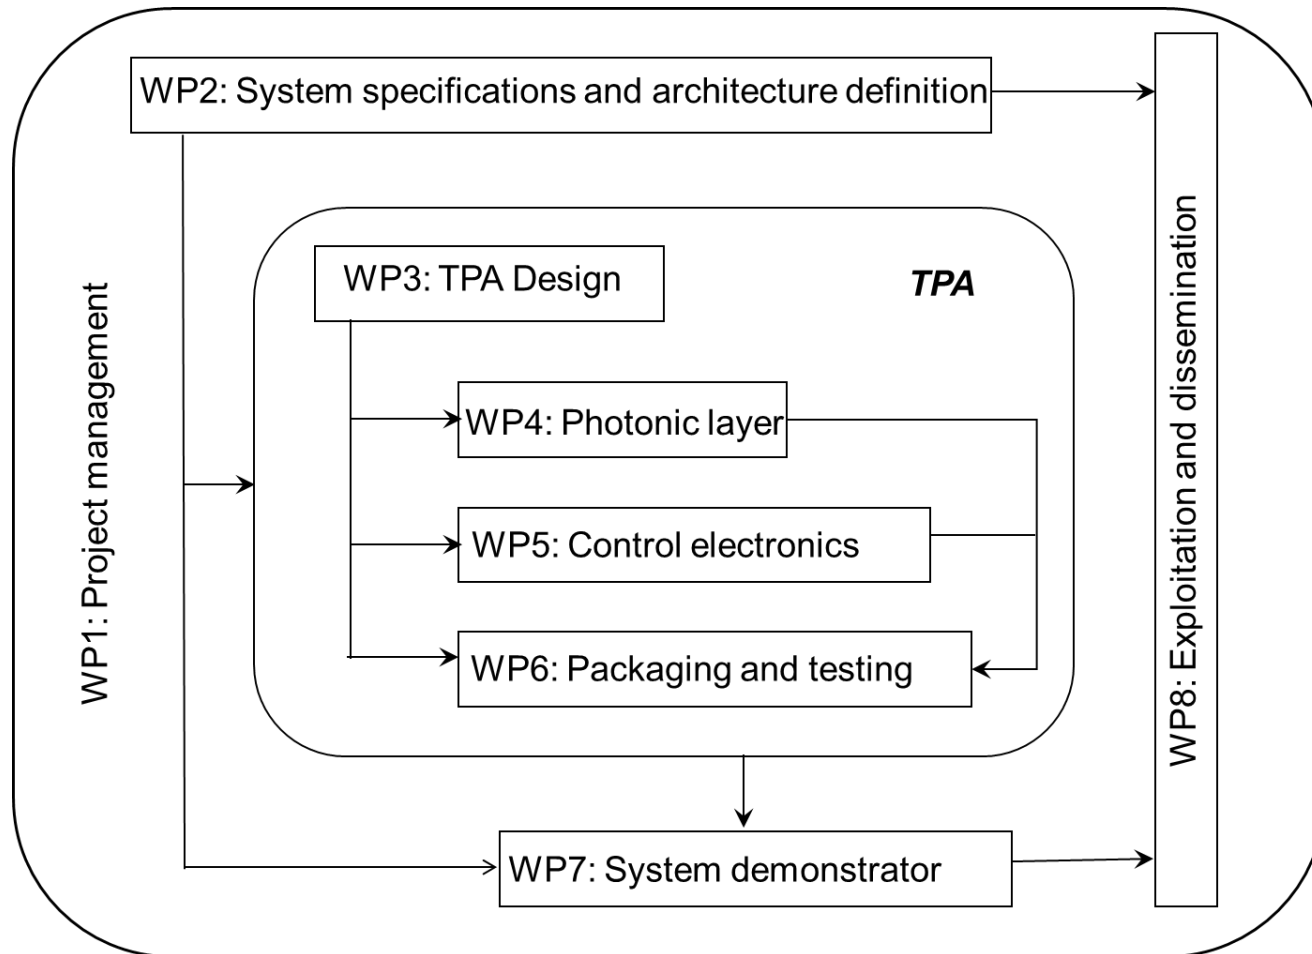 WP2: System specifications and architecture definition
WP3: TPA Design
TPA
WP4: Photonic layer
WP5: Control electronics
WP6: Packaging and testing
WP7: System demonstrator
WP1: Project management
WP8: Exploitation and dissemination